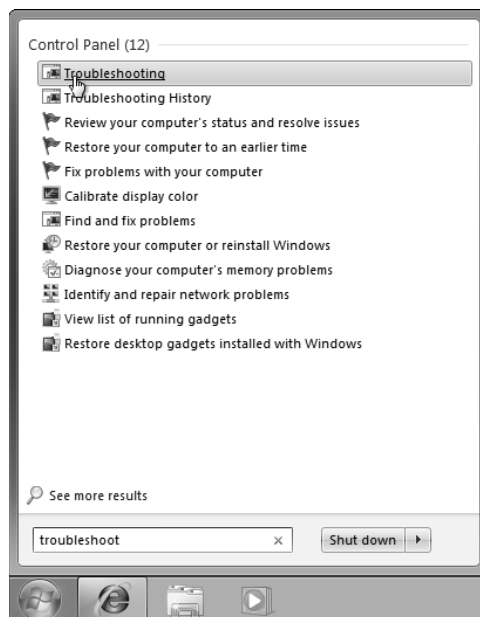 Control Panel (12)
Troubleshooting
Troubleshooting History
Review your computer's status and resolve issues
Restore your computer to an earlier time
Fix problems with your computer
Calibrate display color
Find and fix problems
Restore your computer or reinstall Windows
Diagnose your computer's memory problems
Identify and repair network problems
View list of running gadgets
Restore desktop gadgets installed with Windows
See more results
troubleshoot
Shut down